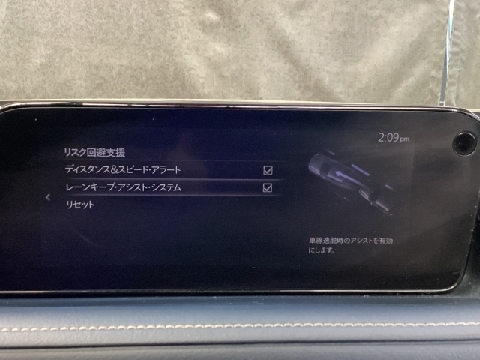 2:09pm
リスク回避支援
ディスタンス&スピード・アラート
レーンキープ・アシスト・システム
リセット
車線逸脱時のアシストを有効
にします。